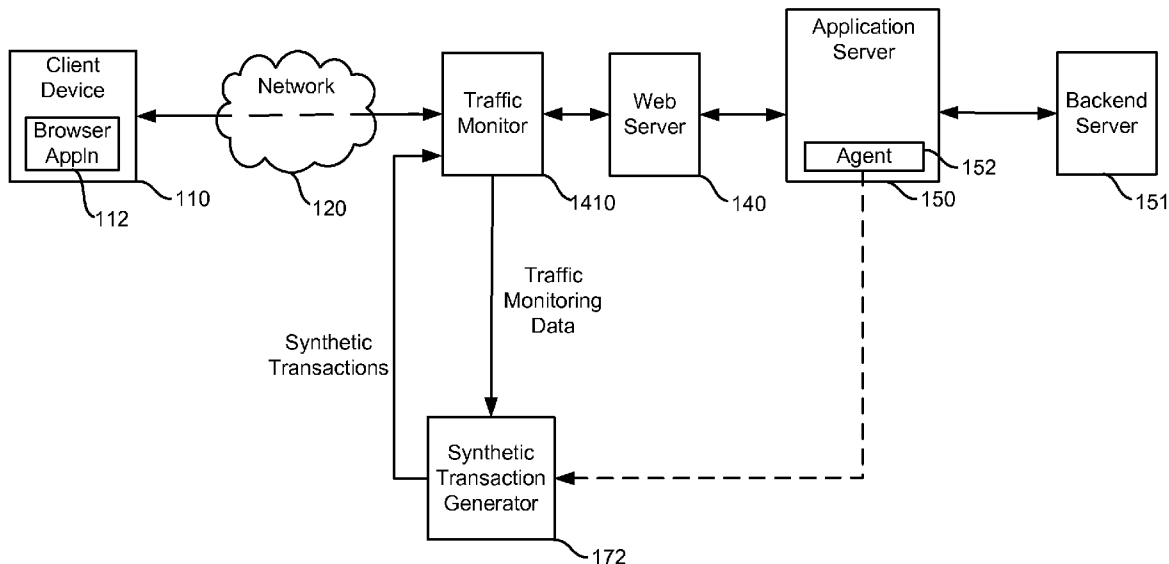 Client
Device
Browser
Appln
112
110
Network
120
Traffic
Monitor
1410
Web
Server
140
Application
Server
Agent
152
150
Backend
Server
151
Traffic
Monitoring
Data
Synthetic
Transactions
Synthetic
Transaction
Generator
172